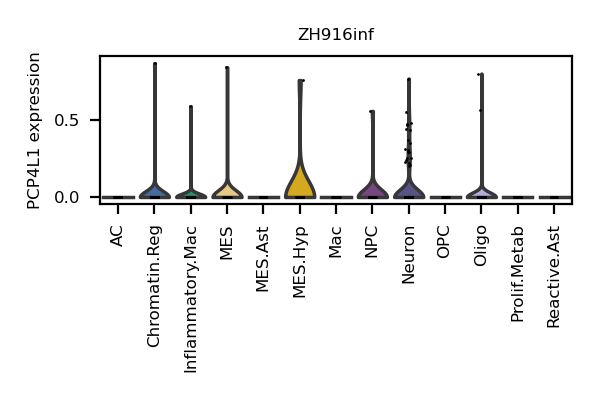 ZH916inf
PCP4L1 expression
0.5
0.0
AC
Chromatin.Reg
Inflammatory.Mac
MES
MES.Ast
MES.Hyp
Mac
NPC
Neuron
OPC
Oligo
Prolif.Metab
Reactive.Ast